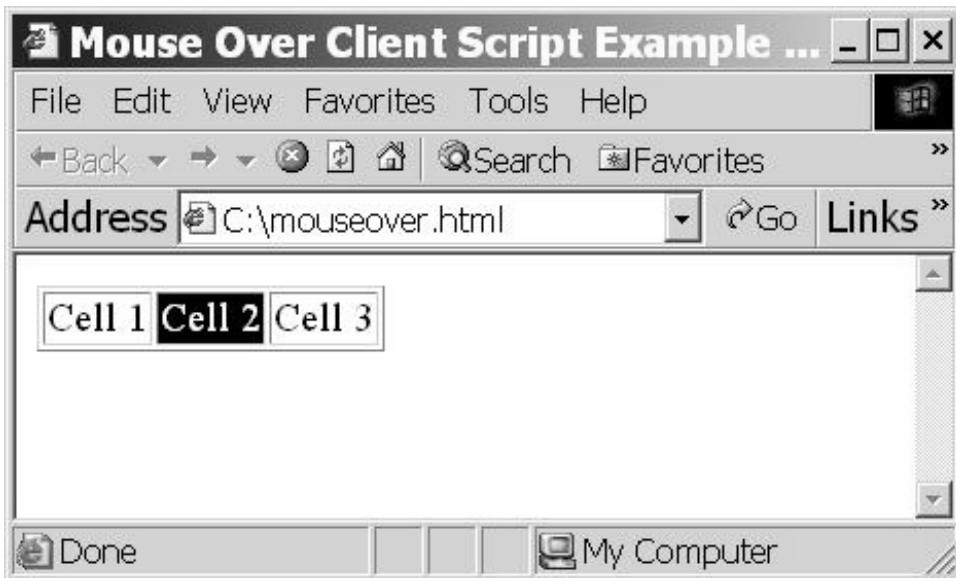 Mouse Over Client Script Example ...
File Edit View Favorites Tools Help
Back Search Favorites »
Address C:\mouseover.html Go Links »
Cell 1 Cell 2 Cell 3
Done My Computer